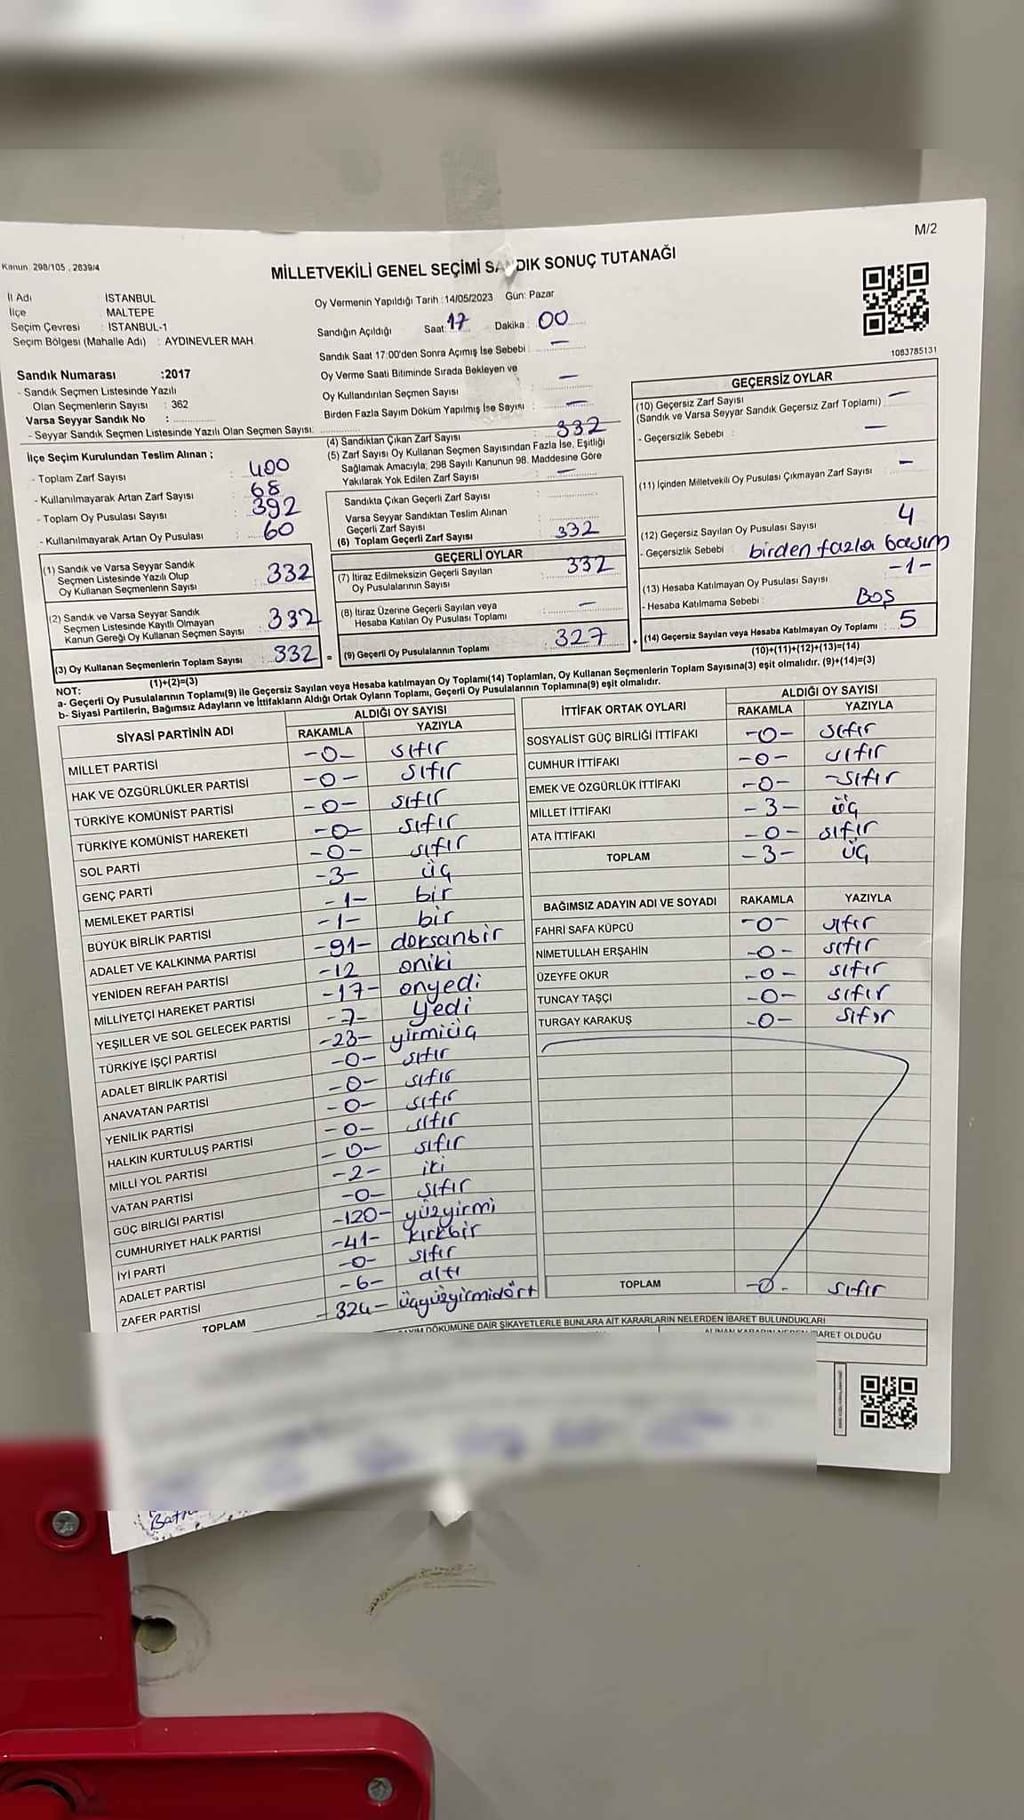 M/2
Kanun 298/105 , 2839/4
MİLLETVEKİLİ GENEL SEÇİMİ SANDIK SONUÇ TUTANAĞI
İl Adı İSTANBUL
İlçe MALTEPE
Seçim Çevresi : İSTANBUL-1
Seçim Bölgesi (Mahalle Adı) : AYDINEVLER MAH
Sandık Numarası :2017
- Sandık Seçmen Listesinde Yazılı
Olan Seçmenlerin Sayısı : 362
Varsa Seyyar Sandık No :
- Seyyar Sandık Seçmen Listesinde Yazılı Olan Seçmen Sayısı:
Oy Vermenin Yapıldığı Tarih :14/05/2023 Gün: Pazar
Sandığın Açıldığı Saat: 17 Dakika : 00
Sandık Saat 17:00'den Sonra Açımış İse Sebebi : —
Oy Verme Saati Bitiminde Sırada Bekleyen ve
Oy Kullandırılan Seçmen Sayısı : —
Birden Fazla Sayım Döküm Yapılmış İse Sayısı : —
1083785131
İlçe Seçim Kurulundan Teslim Alınan ;
- Toplam Zarf Sayısı : 400
- Kullanılmayarak Artan Zarf Sayısı : 68
- Toplam Oy Pusulası Sayısı : 392
- Kullanılmayarak Artan Oy Pusulası : 60
(1) Sandık ve Varsa Seyyar Sandık
Seçmen Listesinde Yazılı Olup
Oy Kullanan Seçmenlerin Sayısı : 332
(2) Sandık ve Varsa Seyyar Sandık
Seçmen Listesinde Kayıtlı Olmayan
Kanun Gereği Oy Kullanan Seçmen Sayısı : 332
(3) Oy Kullanan Seçmenlerin Toplam Sayısı : 332
(1)+(2)=(3)
(4) Sandıktan Çıkan Zarf Sayısı : 332
(5) Zarf Sayısı Oy Kullanan Seçmen Sayısından Fazla İse, Eşitliği
Sağlamak Amacıyla, 298 Sayılı Kanunun 98. Maddesine Göre
Yakılarak Yok Edilen Zarf Sayısı : —
Sandıkta Çıkan Geçerli Zarf Sayısı :
Varsa Seyyar Sandıktan Teslim Alınan
Geçerli Zarf Sayısı :
(6) Toplam Geçerli Zarf Sayısı : 332
GEÇERLİ OYLAR
(7) İtiraz Edilmeksizin Geçerli Sayılan
Oy Pusulalarının Sayısı : 332
(8) İtiraz Üzerine Geçerli Sayılan veya
Hesaba Katılan Oy Pusulası Toplamı : —
= (9) Geçerli Oy Pusulalarının Toplamı : 327
GEÇERSİZ OYLAR
(10) Geçersiz Zarf Sayısı : —
(Sandık ve Varsa Seyyar Sandık Geçersiz Zarf Toplamı)
- Geçersizlik Sebebi : —
(11) İçinden Milletvekili Oy Pusulası Çıkmayan Zarf Sayısı : —
(12) Geçersiz Sayılan Oy Pusulası Sayısı : 4
- Geçersizlik Sebebi : birden fazla basım
(13) Hesaba Katılmayan Oy Pusulası Sayısı : -1-
- Hesaba Katılmama Sebebi : BOŞ
+ (14) Geçersiz Sayılan veya Hesaba Katılmayan Oy Toplamı : 5
(10)+(11)+(12)+(13)=(14)
NOT:
a- Geçerli Oy Pusulalarının Toplamı(9) ile Geçersiz Sayılan veya Hesaba katılmayan Oy Toplamı(14) Toplamları, Oy Kullanan Seçmenlerin Toplam Sayısına(3) eşit olmalıdır. (9)+(14)=(3)
b- Siyasi Partilerin, Bağımsız Adayların ve İttifakların Aldığı Ortak Oyların Toplamı, Geçerli Oy Pusulalarının Toplamına(9) eşit olmalıdır.
SİYASİ PARTİNİN ADI ALDIĞI OY SAYISI
RAKAMLA YAZIYLA
MİLLET PARTİSİ -0- sıfır
HAK VE ÖZGÜRLÜKLER PARTİSİ -0- sıfır
TÜRKİYE KOMÜNİST PARTİSİ -0- sıfır
TÜRKİYE KOMÜNİST HAREKETİ -0- sıfır
SOL PARTİ -0- sıfır
GENÇ PARTİ -3- üç
MEMLEKET PARTİSİ -1- bir
BÜYÜK BİRLİK PARTİSİ -1- bir
ADALET VE KALKINMA PARTİSİ -91- doksanbir
YENİDEN REFAH PARTİSİ -12 oniki
MİLLİYETÇİ HAREKET PARTİSİ -17- onyedi
YEŞİLLER VE SOL GELECEK PARTİSİ -7- yedi
TÜRKİYE İŞÇİ PARTİSİ -23- yirmiüç
ADALET BİRLİK PARTİSİ -0- sıfır
ANAVATAN PARTİSİ -0- sıfır
YENİLİK PARTİSİ -0- sıfır
HALKIN KURTULUŞ PARTİSİ -0- sıfır
MİLLİ YOL PARTİSİ -0- sıfır
VATAN PARTİSİ -2- iki
GÜÇ BİRLİĞİ PARTİSİ -0- sıfır
CUMHURİYET HALK PARTİSİ -120- yüzyirmi
İYİ PARTİ -41- kırkbir
ADALET PARTİSİ -0- sıfır
ZAFER PARTİSİ -6- altı
TOPLAM -324- üçyüzyirmidört
İTTİFAK ORTAK OYLARI ALDIĞI OY SAYISI
RAKAMLA YAZIYLA
SOSYALİST GÜÇ BİRLİĞİ İTTİFAKI -0- sıfır
CUMHUR İTTİFAKI -0- sıfır
EMEK VE ÖZGÜRLÜK İTTİFAKI -0- sıfır
MİLLET İTTİFAKI -3- üç
ATA İTTİFAKI -0- sıfır
TOPLAM -3- üç
BAĞIMSIZ ADAYIN ADI VE SOYADI RAKAMLA YAZIYLA
FAHRİ SAFA KÜPCÜ -0- sıfır
NİMETULLAH ERŞAHİN -0- sıfır
ÜZEYFE OKUR -0- sıfır
TUNCAY TAŞÇI -0- sıfır
TURGAY KARAKUŞ -0- sıfır
TOPLAM -0- sıfır
DÖKÜMÜNE DAİR ŞİKAYETLERLE BUNLARA AİT KARARLARIN NELERDEN İBARET BULUNDUKLARI
OLDUĞU